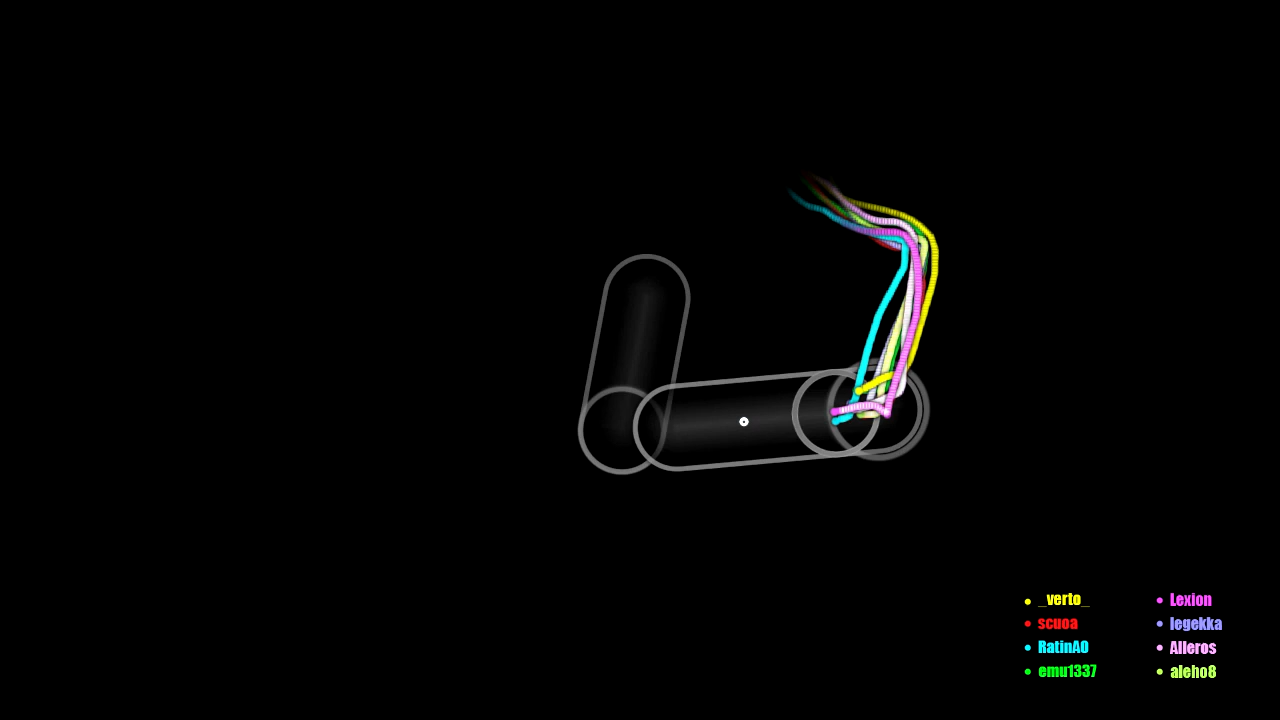 _verto_
scuoa
RatinA0
emu1337
Lexion
legekka
Alleros
aleho8